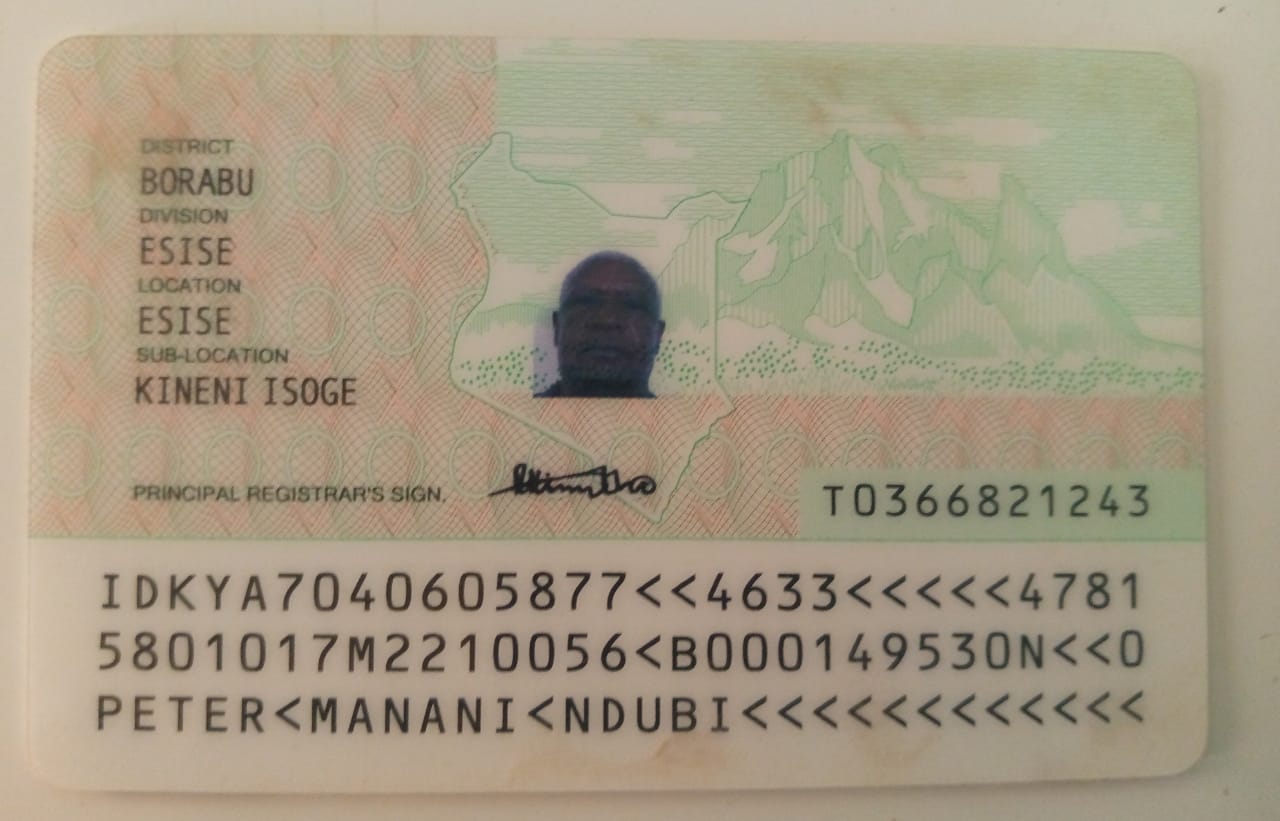 DISTRICT
BORABU
DIVISION
ESISE
LOCATION
ESISE
SUB-LOCATION
KINENI ISOGE
PRINCIPAL REGISTRAR'S SIGN.
T0366821243
IDKYA7040605877<<4633<<<<<4781
5801017M2210056<B000149530N<<0
PETER<MANANI<NDUBI<<<<<<<<<<<<